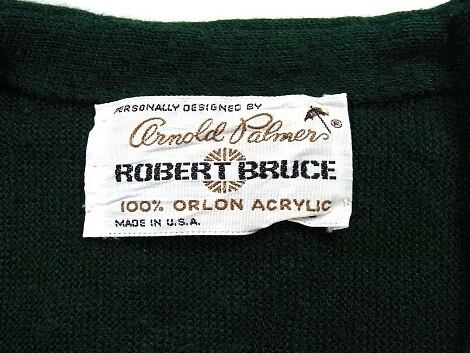 PERSONALLY DESIGNED BY
Arnold Palmer ®
ROBERT BRUCE
100% ORLON ACRYLIC
MADE IN U.S.A.